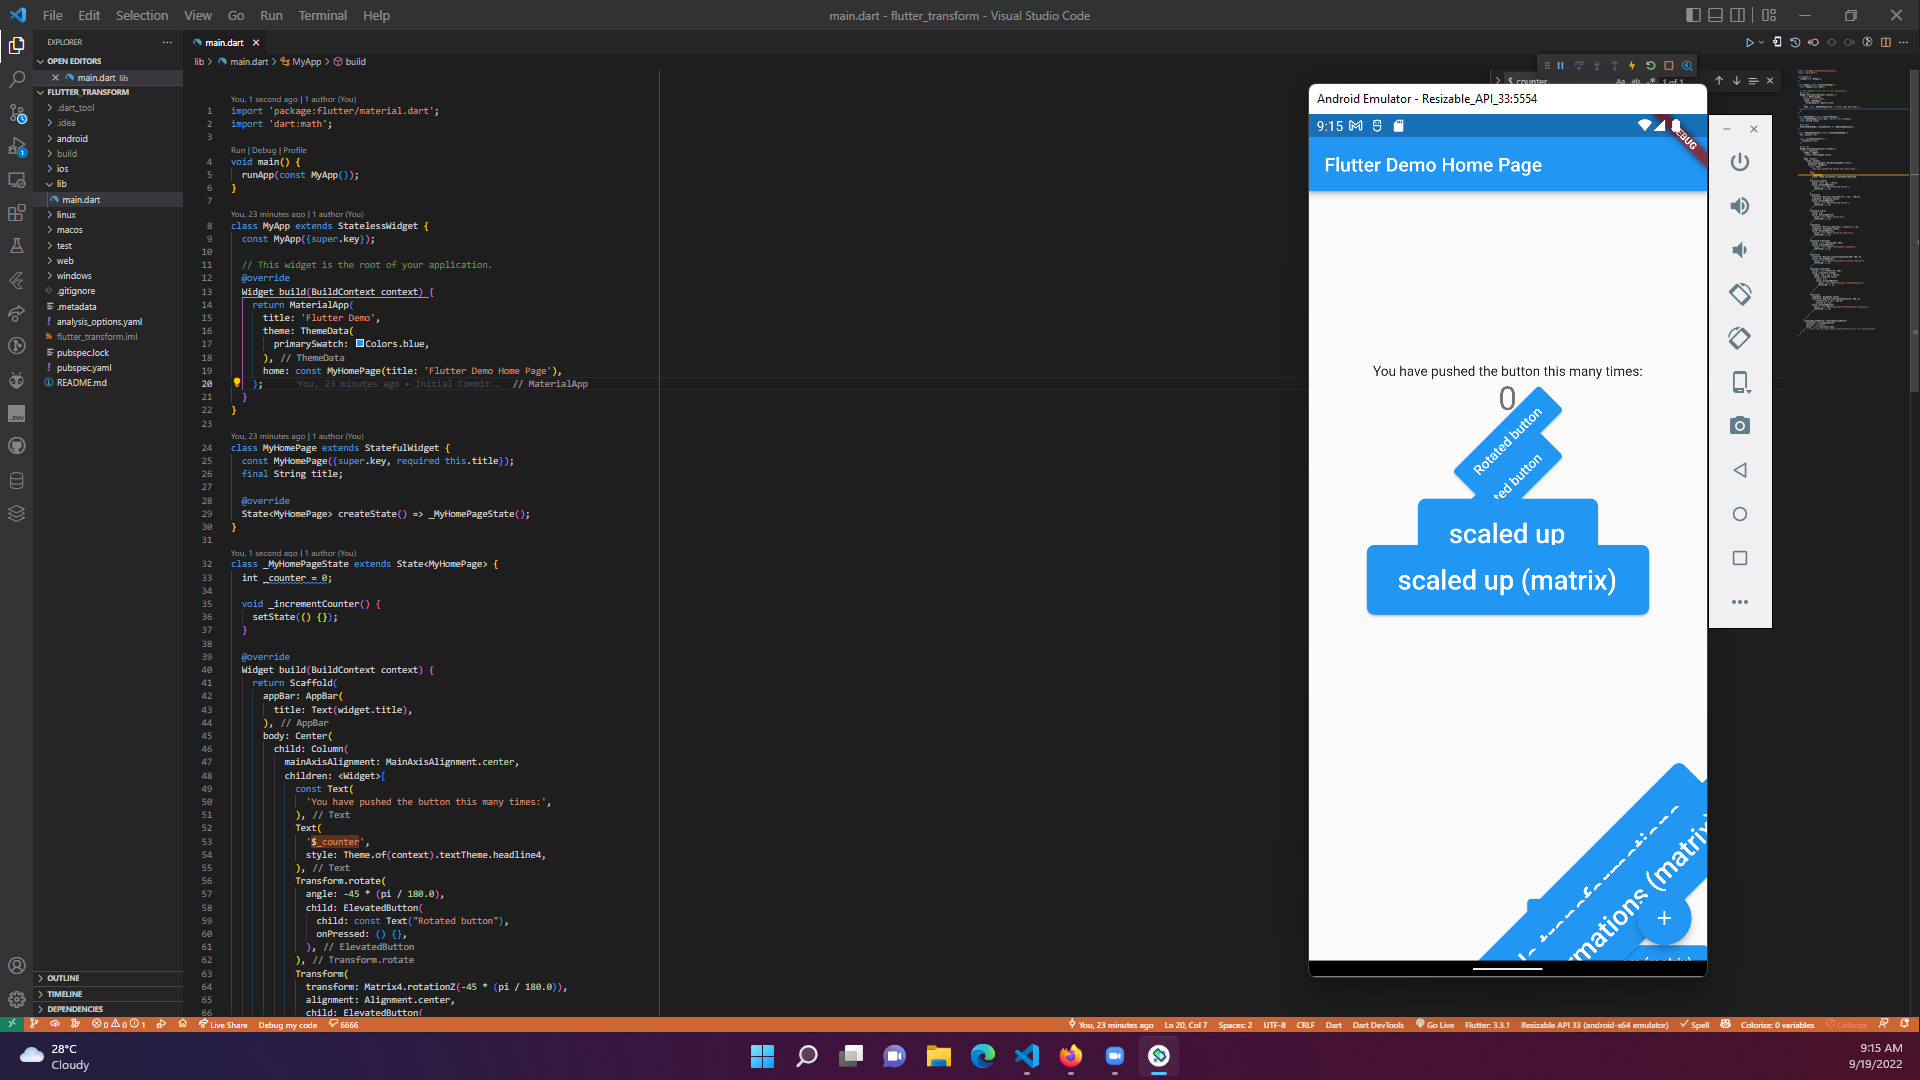 File Edit Selection View Go Run Terminal Help
main.dart - flutter_transform - Visual Studio Code
EXPLORER
OPEN EDITORS
main.dart lib
FLUTTER_TRANSFORM
.dart_tool
.idea
android
build
ios
lib
main.dart
linux
macos
test
web
windows
.gitignore
.metadata
analysis_options.yaml
flutter_transform.iml
pubspec.lock
pubspec.yaml
README.md
OUTLINE
TIMELINE
DEPENDENCIES
main.dart
lib > main.dart > MyApp > build
You, 1 second ago | 1 author (You)
1 import 'package:flutter/material.dart';
2 import 'dart:math';
3
Run | Debug | Profile
4 void main() {
5 runApp(const MyApp());
6 }
7
You, 23 minutes ago | 1 author (You)
8 class MyApp extends StatelessWidget {
9 const MyApp({super.key});
10
11 // This widget is the root of your application.
12 @override
13 Widget build(BuildContext context) {
14 return MaterialApp(
15 title: 'Flutter Demo',
16 theme: ThemeData(
17 primarySwatch: Colors.blue,
18 ), // ThemeData
19 home: const MyHomePage(title: 'Flutter Demo Home Page'),
20 ); You, 23 minutes ago • Initial Commit … // MaterialApp
21 }
22 }
23
You, 23 minutes ago | 1 author (You)
24 class MyHomePage extends StatefulWidget {
25 const MyHomePage({super.key, required this.title});
26 final String title;
27
28 @override
29 State<MyHomePage> createState() => _MyHomePageState();
30 }
31
You, 1 second ago | 1 author (You)
32 class _MyHomePageState extends State<MyHomePage> {
33 int _counter = 0;
34
35 void _incrementCounter() {
36 setState(() {});
37 }
38
39 @override
40 Widget build(BuildContext context) {
41 return Scaffold(
42 appBar: AppBar(
43 title: Text(widget.title),
44 ), // AppBar
45 body: Center(
46 child: Column(
47 mainAxisAlignment: MainAxisAlignment.center,
48 children: <Widget>[
49 const Text(
50 'You have pushed the button this many times:',
51 ), // Text
52 Text(
53 '$_counter',
54 style: Theme.of(context).textTheme.headline4,
55 ), // Text
56 Transform.rotate(
57 angle: -45 * (pi / 180.0),
58 child: ElevatedButton(
59 child: const Text("Rotated button"),
60 onPressed: () {},
61 ), // ElevatedButton
62 ), // Transform.rotate
63 Transform(
64 transform: Matrix4.rotationZ(-45 * (pi / 180.0)),
65 alignment: Alignment.center,
66 child: ElevatedButton(
$_counter
1 of 1
Android Emulator - Resizable_API_33:5554
9:15
DEBUG
Flutter Demo Home Page
You have pushed the button this many times:
0
Rotated button
ted button
scaled up
scaled up (matrix)
rmations (matrix)
+
0 0 1
Live Share
Debug my code
6666
You, 23 minutes ago
Ln 20, Col 7
Spaces: 2
UTF-8
CRLF
Dart
Dart DevTools
Go Live
Flutter: 3.3.1
Resizable API 33 (android-x64 emulator)
Spell
Colorize: 0 variables
Colorize
28°C
Cloudy
9:15 AM
9/19/2022